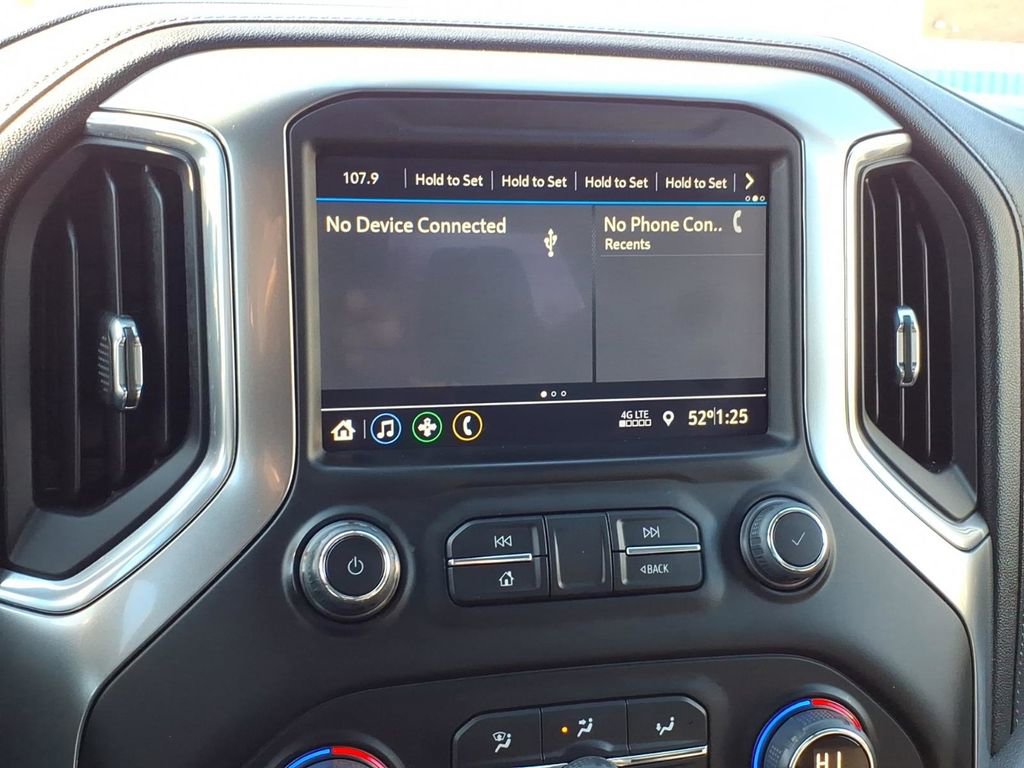 107.9 Hold to Set Hold to Set Hold to Set Hold to Set
No Device Connected No Phone Con..
Recents
4G LTE
52° 1:25
BACK
HI